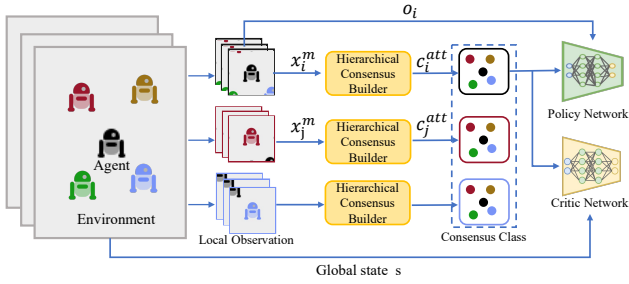 o_i
x_i^m
Hierarchical
Consensus
Builder
c_i^{att}
Policy Network
x_j^m
Hierarchical
Consensus
Builder
c_j^{att}
Agent
Environment
Hierarchical
Consensus
Builder
Local Observation
Consensus Class
Critic Network
Global state s